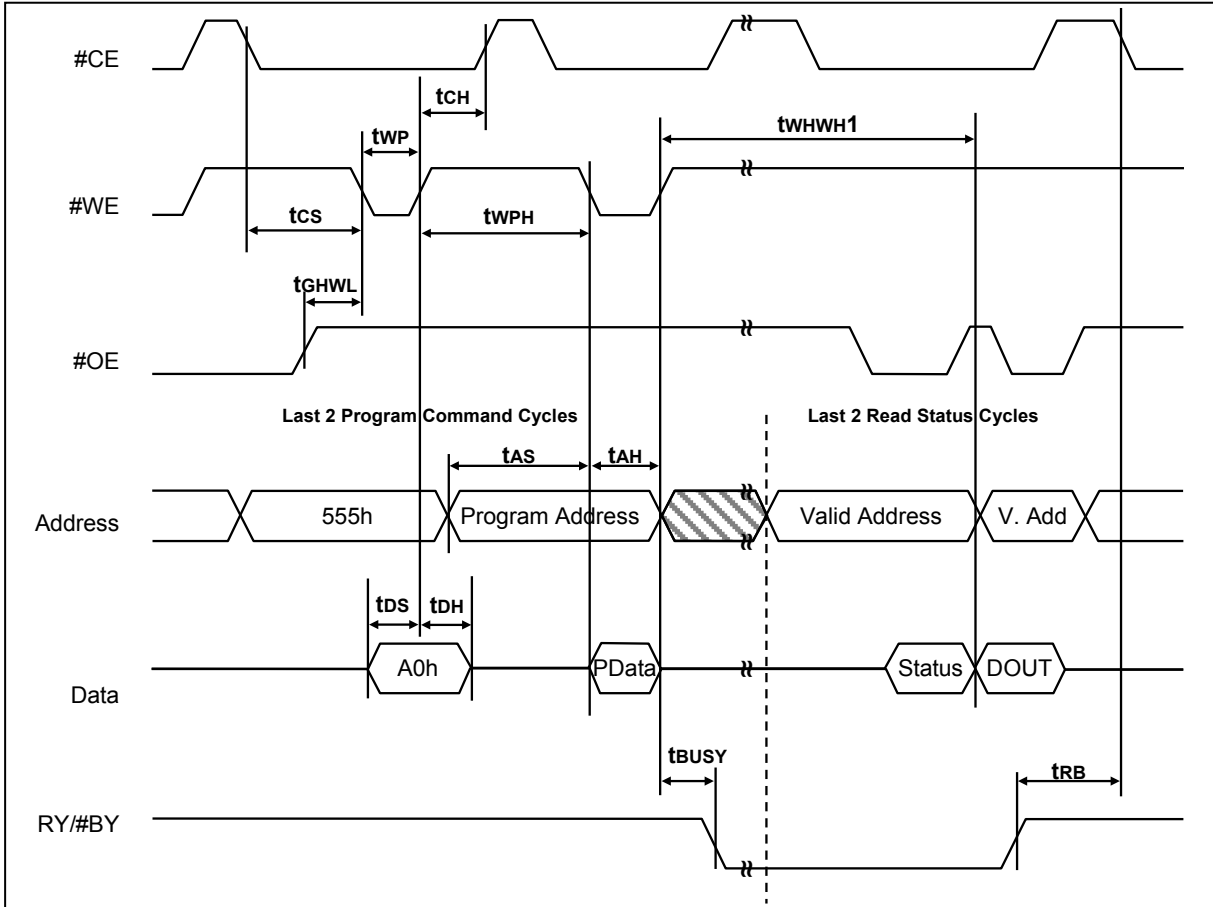 #CE
tCH
tWP
tWHWH1
#WE
tCS
tWPH
tGHWL
#OE
Last 2 Program Command Cycles
Last 2 Read Status Cycles
tAS
tAH
Address
555h
Program Address
Valid Address
V. Add
tDS
tDH
Data
A0h
PData
Status
DOUT
tBUSY
tRB
RY/#BY